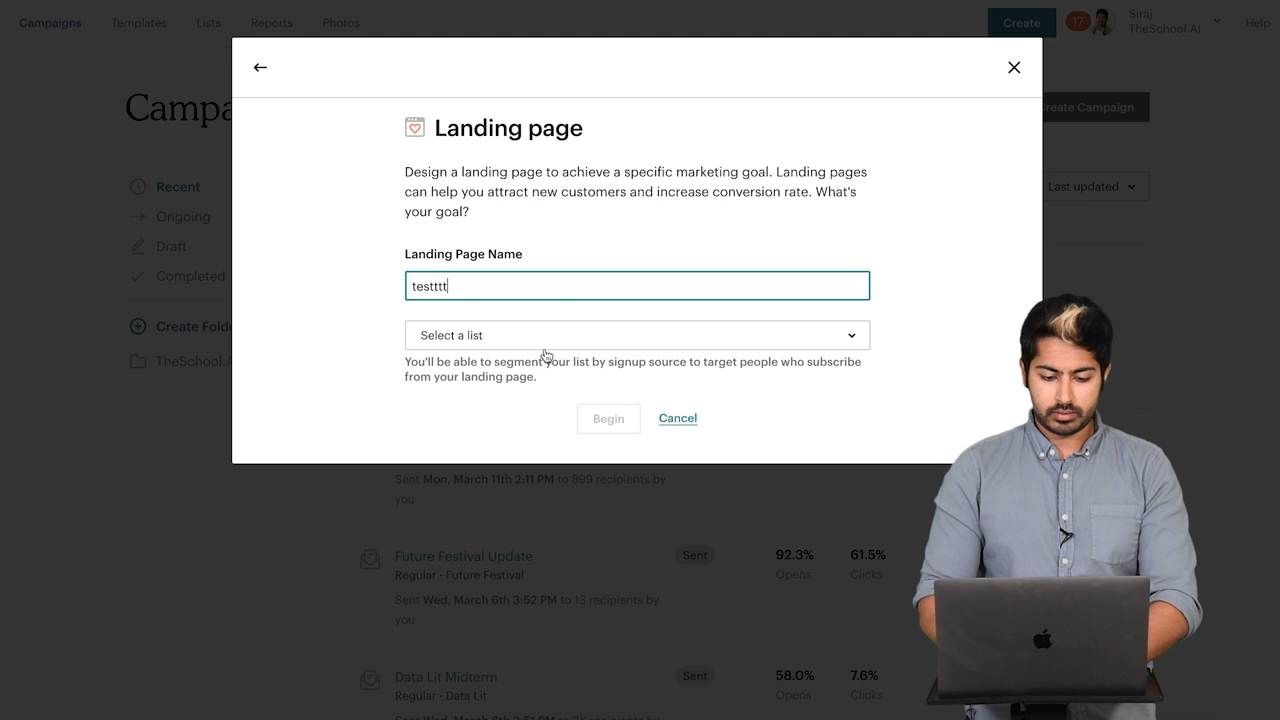 Campaigns
Templates
Lists
Reports
Photos
Create
17
Siraj
TheSchool.AI
Help
Campa
Create Campaign
Landing page
Design a landing page to achieve a specific marketing goal. Landing pages
can help you attract new customers and increase conversion rate. What's
your goal?
Recent
Last updated
Ongoing
Draft
Completed
Landing Page Name
testttt
Create Folde
Select a list
TheSchool.A
You'll be able to segment your list by signup source to target people who subscribe
from your landing page.
Begin
Cancel
Sent Mon, March 11th 2:11 PM to 899 recipients by
you
Future Festival Update
Sent
92.3%
61.5%
Regular · Future Festival
Opens
Clicks
Sent Wed, March 6th 3:52 PM to 13 recipients by
you
Data Lit Midterm
Sent
58.0%
7.6%
Regular · Data Lit
Opens
Clicks